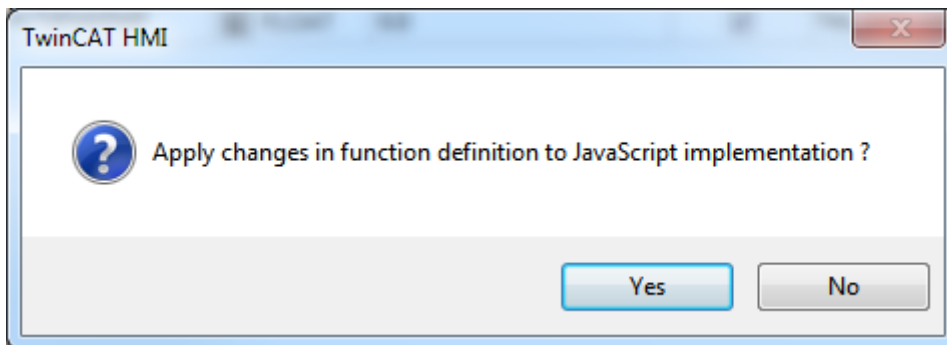 TwinCAT HMI
Apply changes in function definition to JavaScript implementation ?
Yes
No